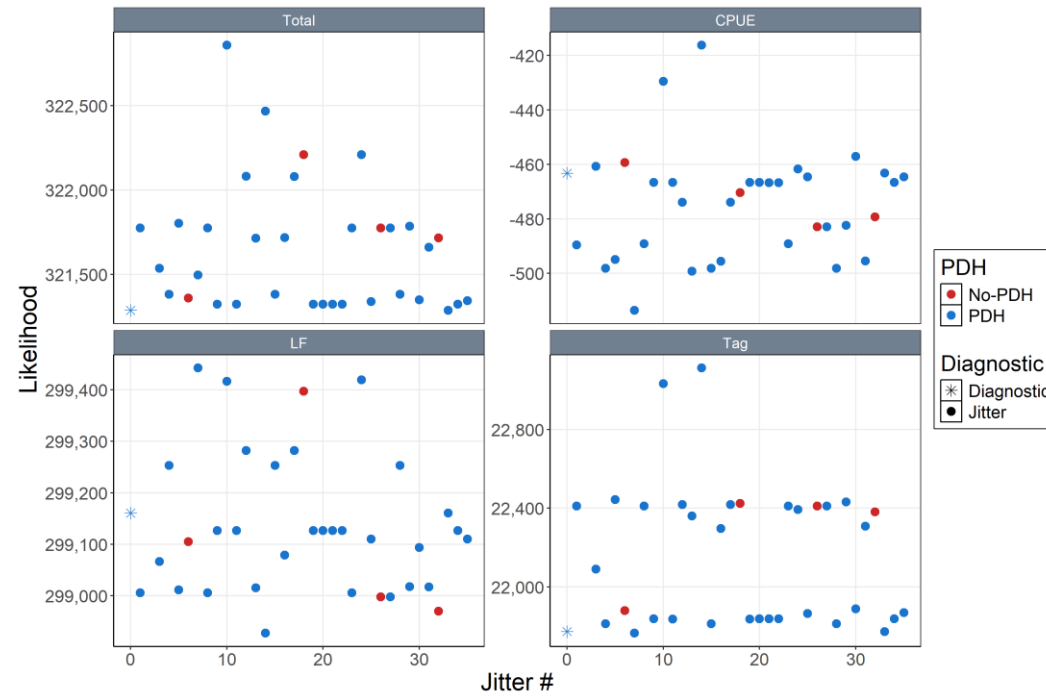 Total
CPUE
322,500
322,000
321,500
-420
-460
-480
-500
Likelihood
LF
Tag
299,400
299,300
299,200
299,100
299,000
22,800
22,400
22,000
0 10 20 30
0 10 20 30
Jitter #
PDH
No-PDH
PDH
Diagnostic
Diagnostic
Jitter